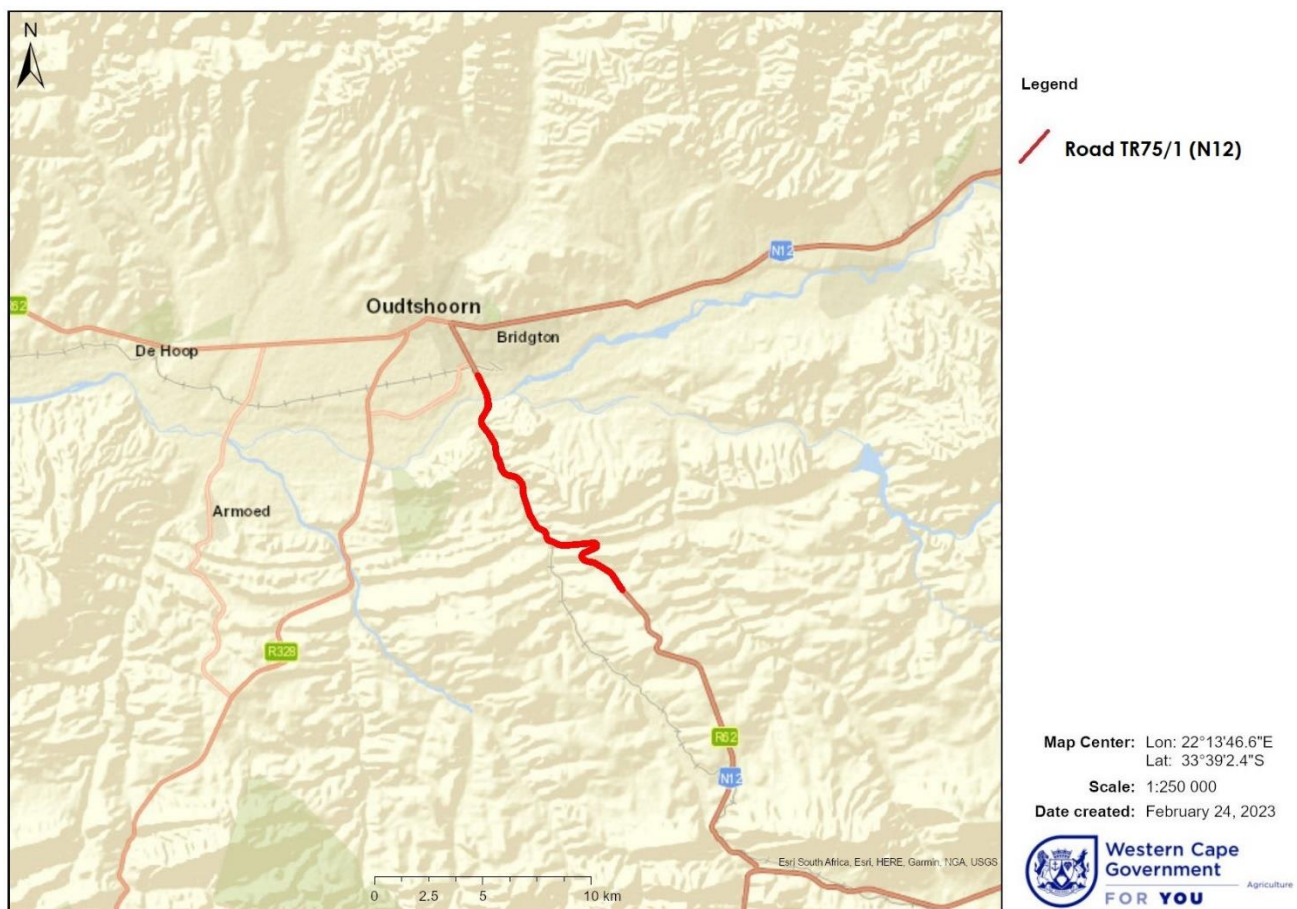 N
N12
R62
Oudtshoorn
Bridgton
De Hoop
Armoed
R328
R62
N12
Esri South Africa, Esri, HERE, Garmin, NGA, USGS
0 2.5 5 10 km
Legend
Road TR75/1 (N12)
Map Center: Lon: 22°13'46.6"E
Lat: 33°39'2.4"S
Scale: 1:250 000
Date created: February 24, 2023
Western Cape
Government
Agriculture
FOR YOU